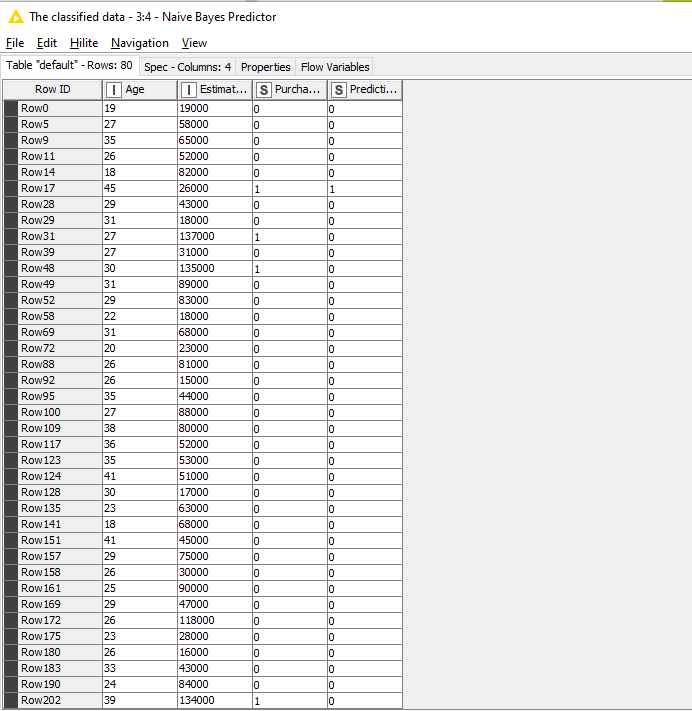 The classified data - 3:4 - Naive Bayes Predictor
File Edit Hilite Navigation View
Table "default" - Rows: 80 Spec - Columns: 4 Properties Flow Variables
Row ID I Age I Estimat... S Purcha... S Predicti...
Row0 19 19000 0 0
Row5 27 58000 0 0
Row9 35 65000 0 0
Row11 26 52000 0 0
Row14 18 82000 0 0
Row17 45 26000 1 1
Row28 29 43000 0 0
Row29 31 18000 0 0
Row31 27 137000 1 0
Row39 27 31000 0 0
Row48 30 135000 1 0
Row49 31 89000 0 0
Row52 29 83000 0 0
Row58 22 18000 0 0
Row69 31 68000 0 0
Row72 20 23000 0 0
Row88 26 81000 0 0
Row92 26 15000 0 0
Row95 35 44000 0 0
Row100 27 88000 0 0
Row109 38 80000 0 0
Row117 36 52000 0 0
Row123 35 53000 0 0
Row124 41 51000 0 0
Row128 30 17000 0 0
Row135 23 63000 0 0
Row141 18 68000 0 0
Row151 41 45000 0 0
Row157 29 75000 0 0
Row158 26 30000 0 0
Row161 25 90000 0 0
Row169 29 47000 0 0
Row172 26 118000 0 0
Row175 23 28000 0 0
Row180 26 16000 0 0
Row183 33 43000 0 0
Row190 24 84000 0 0
Row202 39 134000 1 0